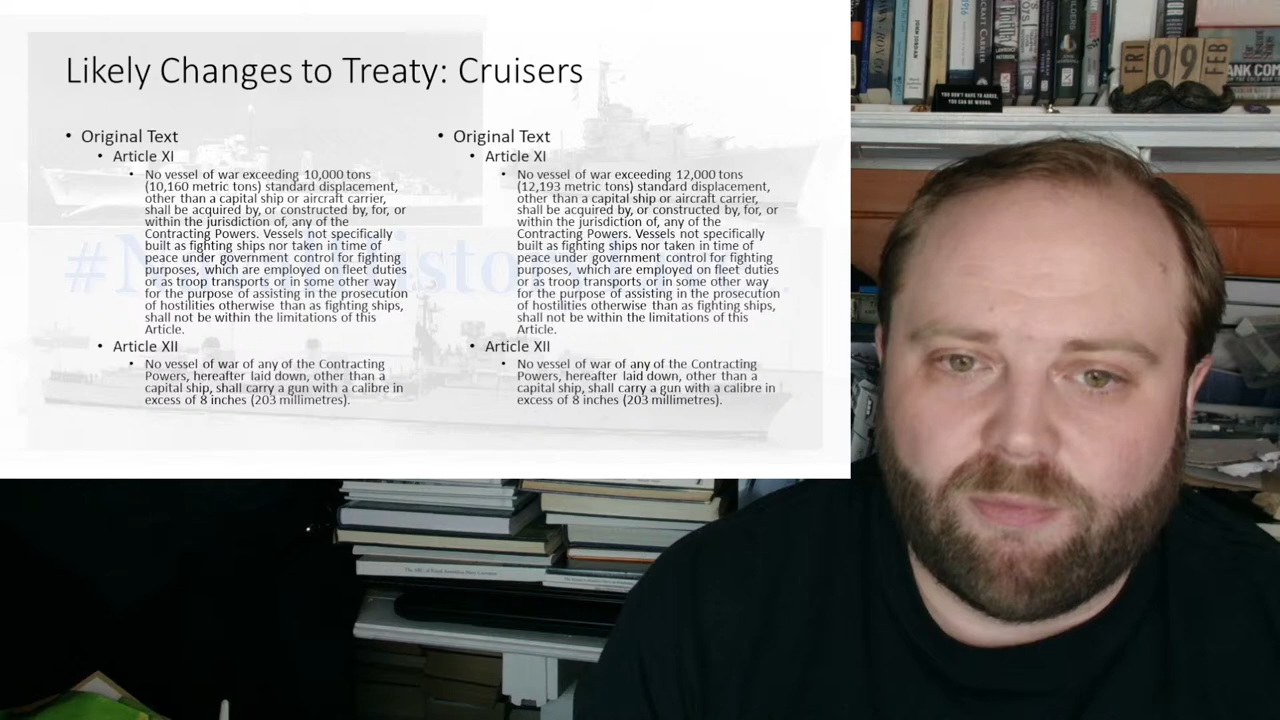 Likely Changes to Treaty: Cruisers
• Original Text
• Article XI
• No vessel of war exceeding 10,000 tons
(10,160 metric tons) standard displacement,
other than a capital ship or aircraft carrier,
shall be acquired by, or constructed by, for, or
within the jurisdiction of, any of the
Contracting Powers. Vessels not specifically
built as fighting ships nor taken in time of
peace under government control for fighting
purposes, which are employed on fleet duties
or as troop transports or in some other way
for the purpose of assisting in the prosecution
of hostilities otherwise than as fighting ships,
shall not be within the limitations of this
Article.
• Article XII
• No vessel of war of any of the Contracting
Powers, hereafter laid down, other than a
capital ship, shall carry a gun with a calibre in
excess of 8 inches (203 millimetres).
• Original Text
• Article XI
• No vessel of war exceeding 12,000 tons
(12,193 metric tons) standard displacement,
other than a capital ship or aircraft carrier,
shall be acquired by, or constructed by, for, or
within the jurisdiction of, any of the
Contracting Powers. Vessels not specifically
built as fighting ships nor taken in time of
peace under government control for fighting
purposes, which are employed on fleet duties
or as troop transports or in some other way
for the purpose of assisting in the prosecution
of hostilities otherwise than as fighting ships,
shall not be within the limitations of this
Article.
• Article XII
• No vessel of war of any of the Contracting
Powers, hereafter laid down, other than a
capital ship, shall carry a gun with a calibre in
excess of 8 inches (203 millimetres).
FRI 09 FEB
YOU DON'T HAVE TO AGREE,
YOU CAN BE WRONG.
1916